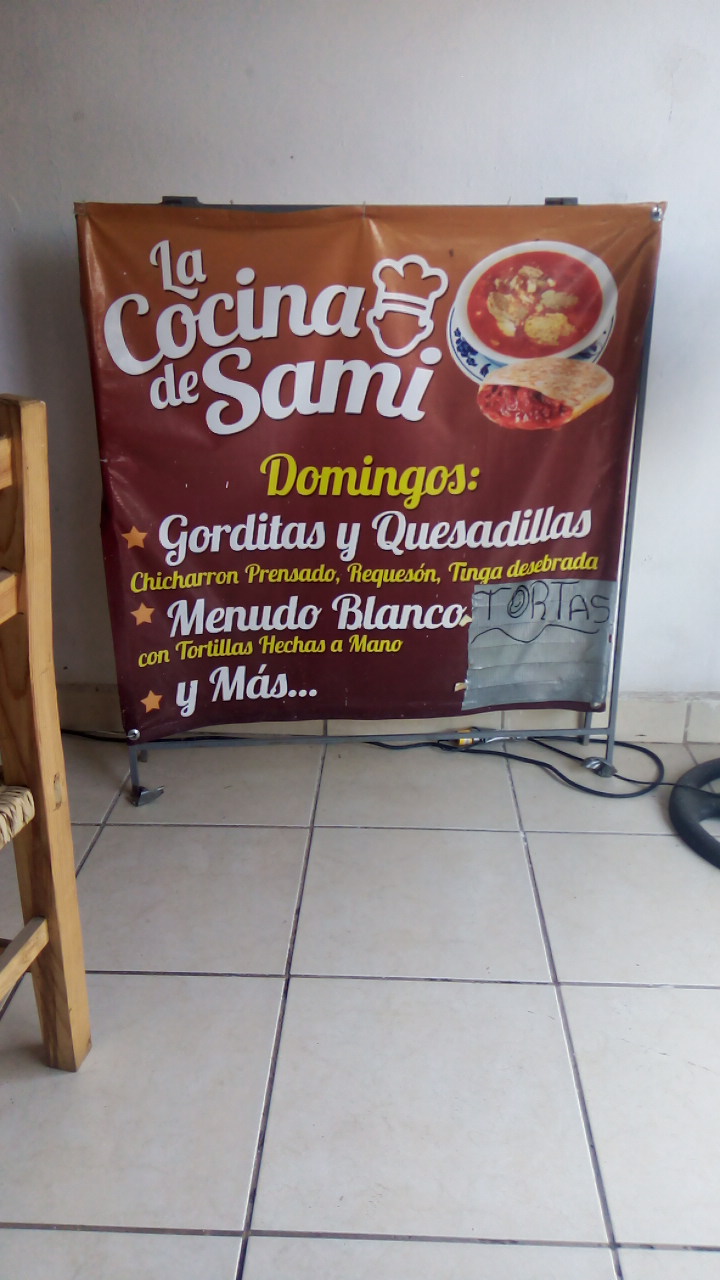 La
Cocina
de Sami
Domingos:
Gorditas y Quesadillas
Chicharron Prensado, Requesón, Tinga desebrada
Menudo Blanco
TORTAS
con Tortillas Hechas a Mano
y Más...